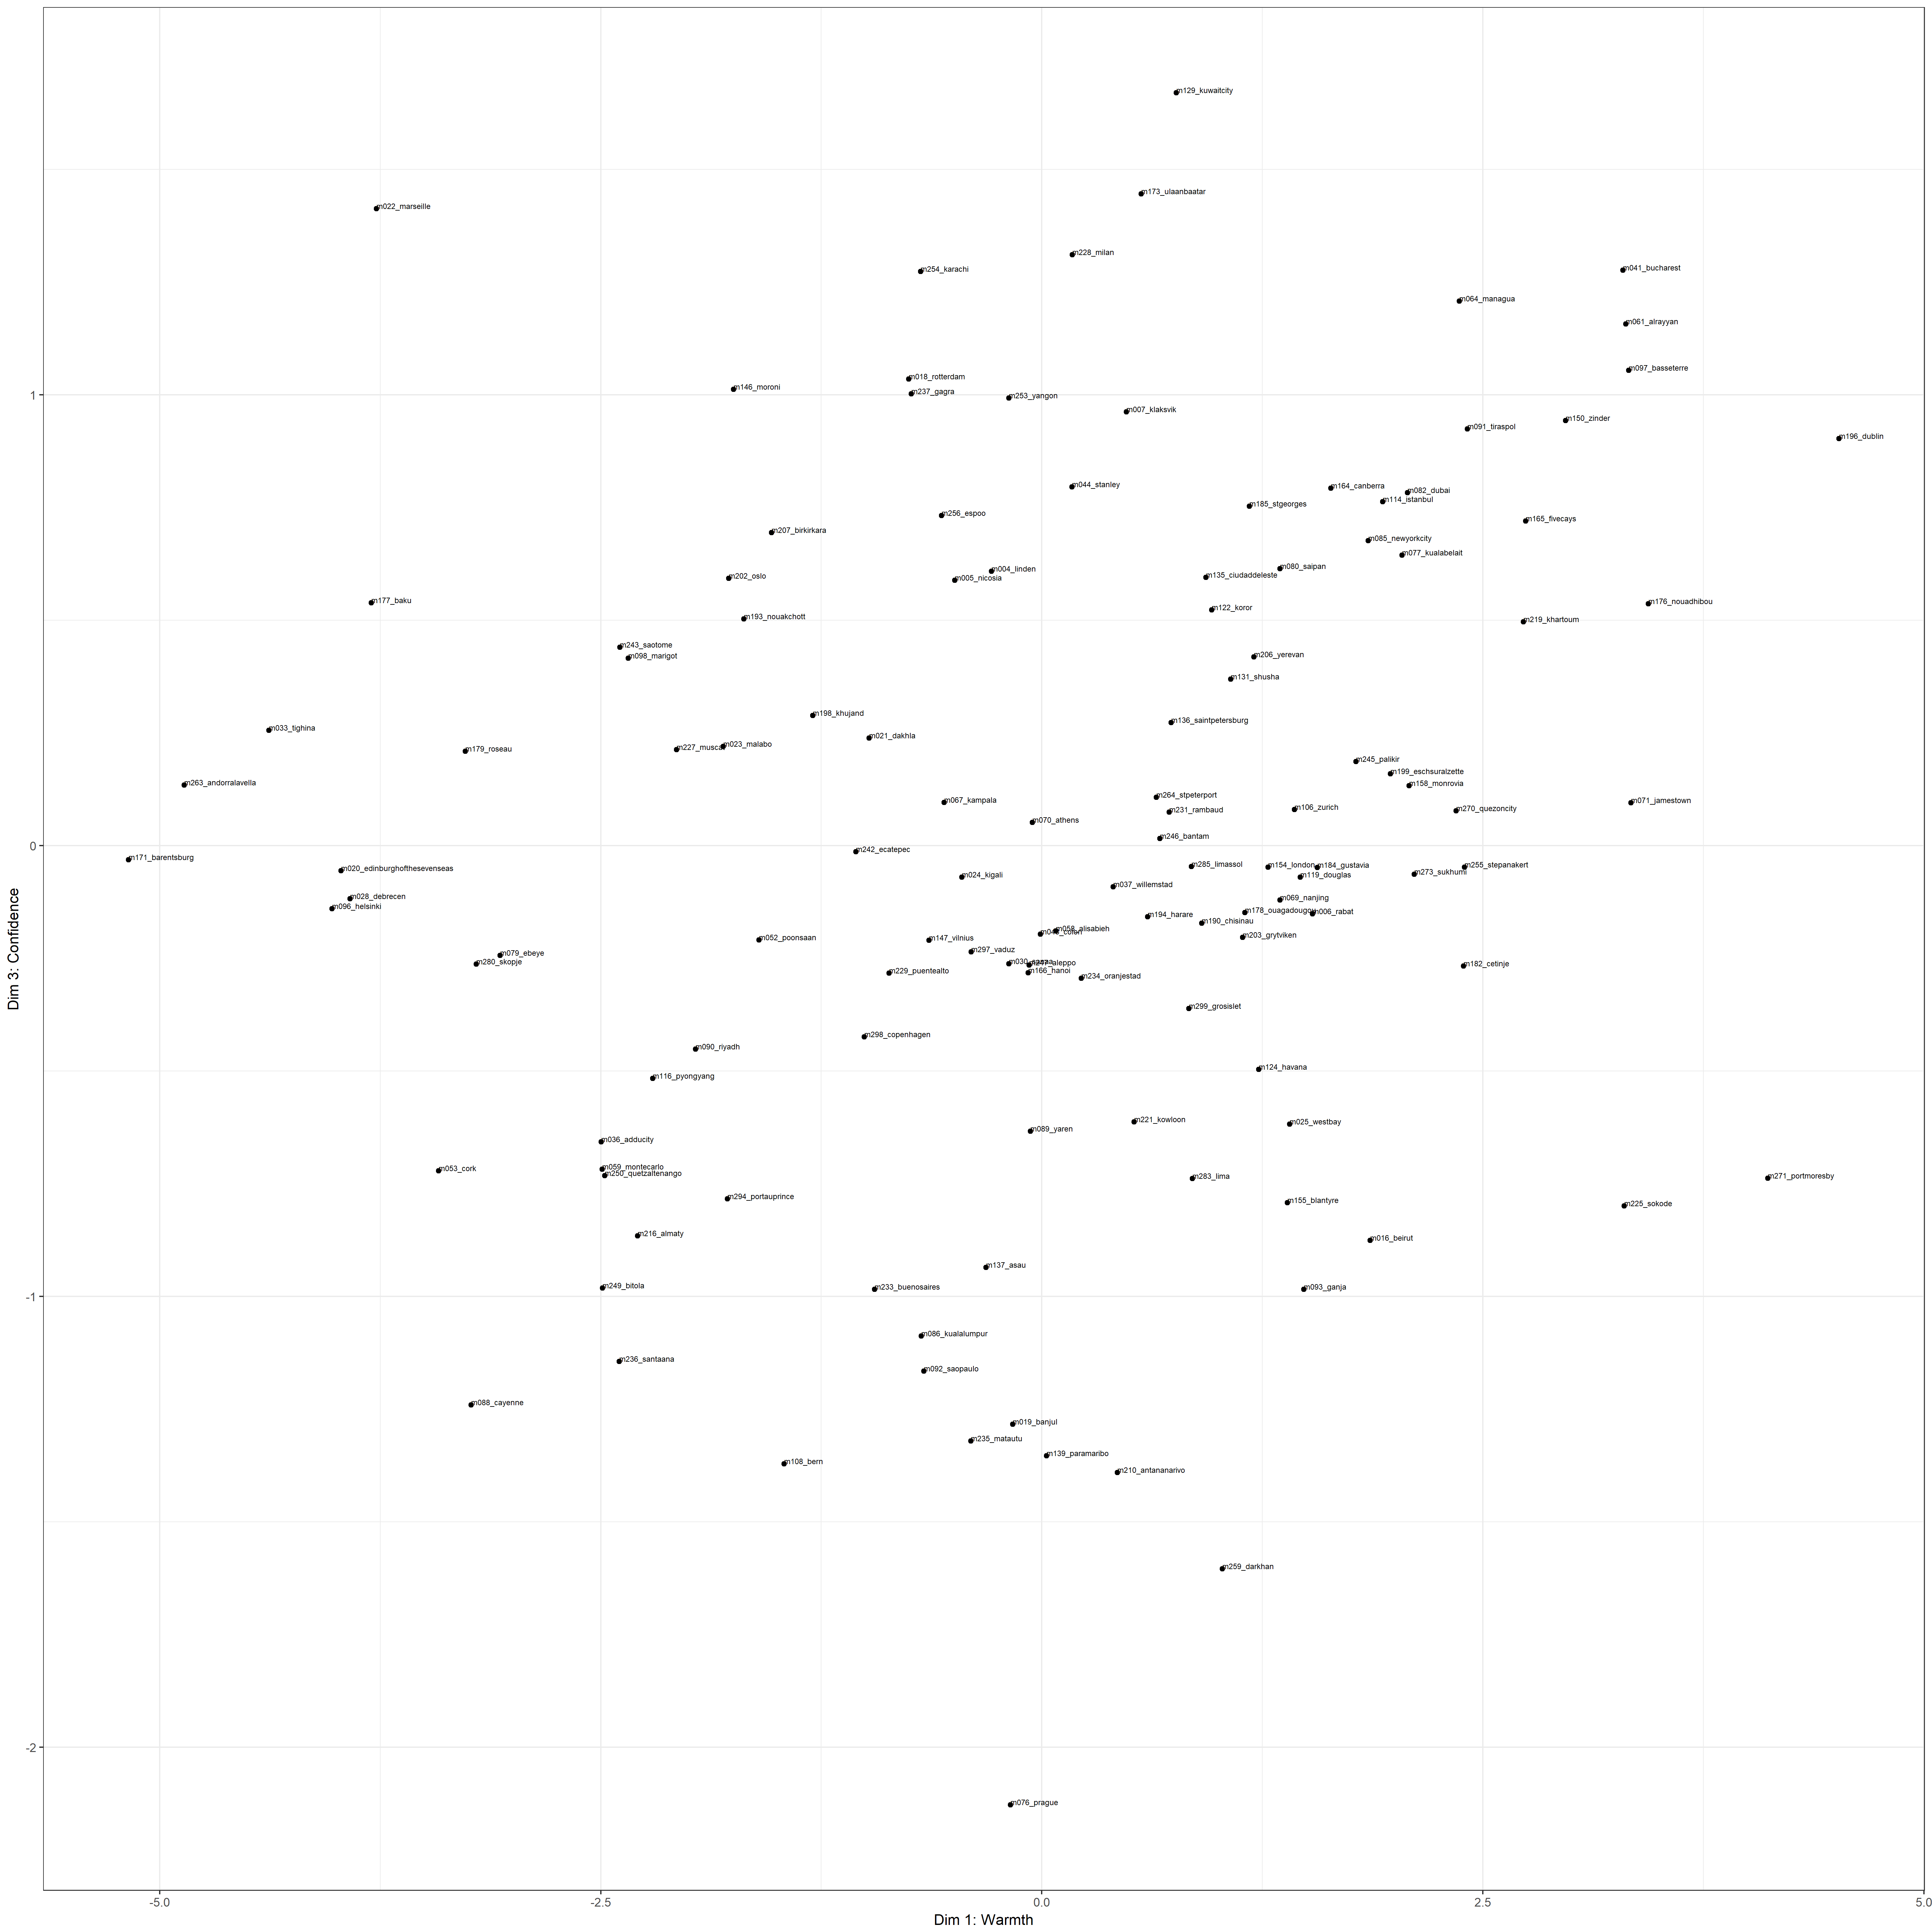 m129_kuwaitcity
m173_ulaanbaatar
m022_marseille
m228_milan
m254_karachi
m041_bucharest
m064_managua
m061_alrayyan
m097_basseterre
m018_rotterdam
m146_moroni
m237_gagra
1
m253_yangon
m007_klaksvik
m150_zinder
m091_tiraspol
m196_dublin
m044_stanley
m164_canberra
m082_dubai
m114_istanbul
m185_stgeorges
m256_espoo
m165_fivecays
m207_birkirkara
m085_newyorkcity
m077_kualabelait
m080_saipan
m004_linden
m135_ciudaddeleste
m202_oslo
m005_nicosia
m177_baku
m176_nouadhibou
m122_koror
m193_nouakchott
m219_khartoum
m243_saotome
m098_marigot
m206_yerevan
m131_shusha
m198_khujand
m136_saintpetersburg
m033_tighina
m021_dakhla
m023_malabo
m227_muscat
m179_roseau
m245_palikir
m199_eschsuralzette
m263_andorralavella
m158_monrovia
m264_stpeterport
m067_kampala
m071_jamestown
m231_rambaud
m106_zurich
m270_quezoncity
m070_athens
m246_bantam
0
m242_ecatepec
m171_barentsburg
m285_limassol
m154_london
m184_gustavia
m255_stepanakert
m020_edinburghofthesevenseas
m273_sukhumi
m024_kigali
m119_douglas
m037_willemstad
m028_debrecen
m069_nanjing
m096_helsinki
m178_ouagadougou
m006_rabat
m194_harare
m190_chisinau
m058_alisabieh
m203_grytviken
m052_poonsaan
m147_vilnius
m297_vaduz
m079_ebeye
m280_skopje
m247_aleppo
m182_cetinje
m229_puentealto
m166_hanoi
m234_oranjestad
m299_grosislet
m298_copenhagen
m090_riyadh
m124_havana
m116_pyongyang
m221_kowloon
m025_westbay
m089_yaren
m036_adducity
m059_montecarlo
m053_cork
m250_quetzaltenango
m283_lima
m271_portmoresby
m294_portauprince
m155_blantyre
m225_sokode
m216_almaty
m016_beirut
m137_asau
m249_bitola
m233_buenosaires
m093_ganja
-1
m086_kualalumpur
m236_santaana
m092_saopaulo
m088_cayenne
m019_banjul
m235_matautu
m139_paramaribo
m108_bern
m210_antananarivo
m259_darkhan
-2
m076_prague
-5.0
-2.5
0.0
2.5
5.0
Dim 1: Warmth
Dim 3: Confidence